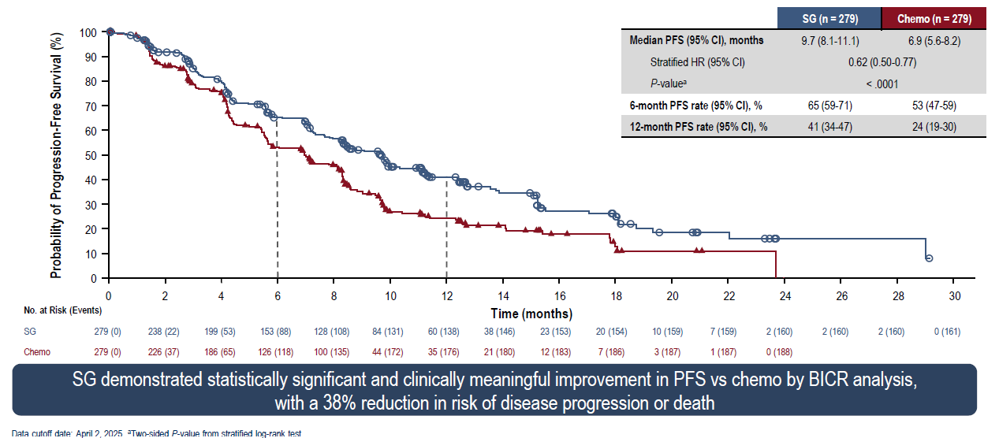 SG (n = 279) Chemo (n = 279)
Median PFS (95% CI), months 9.7 (8.1-11.1) 6.9 (5.6-8.2)
Stratified HR (95% CI) 0.62 (0.50-0.77)
P-valueᵃ < .0001
6-month PFS rate (95% CI), % 65 (59-71) 53 (47-59)
12-month PFS rate (95% CI), % 41 (34-47) 24 (19-30)
Probability of Progression-Free Survival (%)
100
90
80
70
60
50
40
30
20
10
0
0 2 4 6 8 10 12 14 16 18 20 22 24 26 28 30
Time (months)
No. at Risk (Events)
SG 279 (0) 238 (22) 199 (53) 153 (88) 128 (108) 84 (131) 60 (138) 38 (146) 23 (153) 20 (154) 10 (159) 7 (159) 2 (160) 2 (160) 2 (160) 0 (161)
Chemo 279 (0) 226 (37) 186 (65) 126 (118) 100 (135) 44 (172) 35 (176) 21 (180) 12 (183) 7 (186) 3 (187) 1 (187) 0 (188)
SG demonstrated statistically significant and clinically meaningful improvement in PFS vs chemo by BICR analysis,
with a 38% reduction in risk of disease progression or death
Data cutoff date: April 2, 2025. ᵃTwo-sided P-value from stratified log-rank test